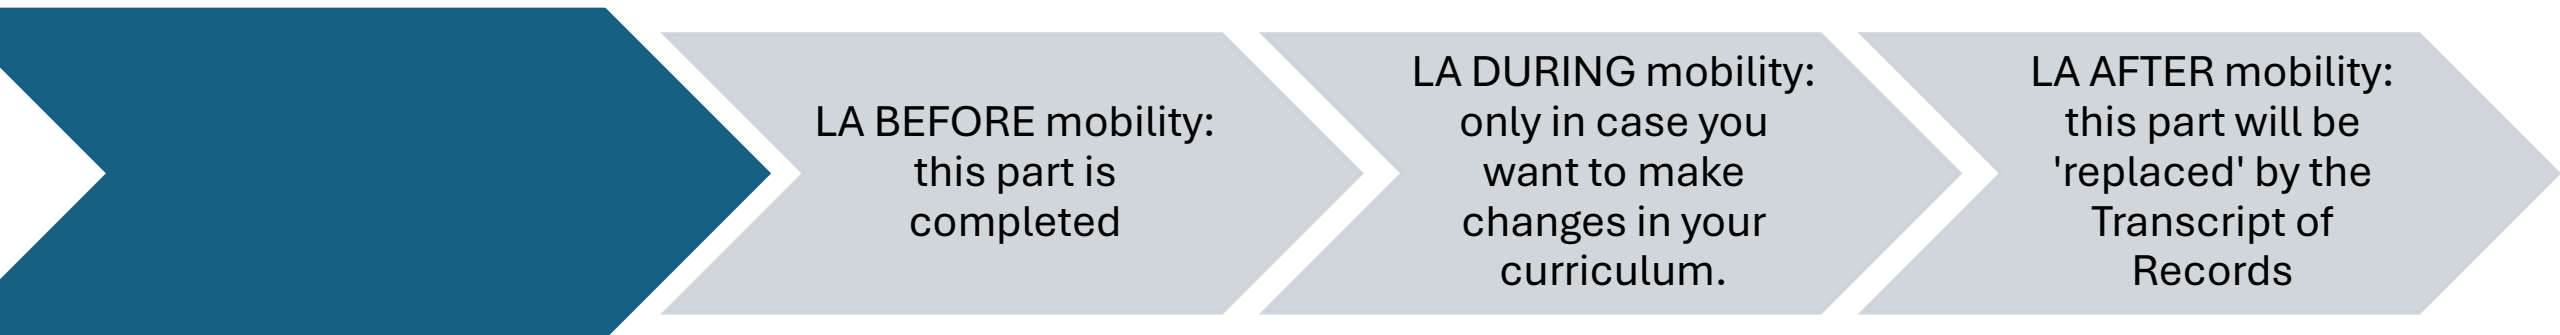 LA BEFORE mobility:
this part is
completed
LA DURING mobility:
only in case you
want to make
changes in your
curriculum.
LA AFTER mobility:
this part will be
'replaced' by the
Transcript of
Records